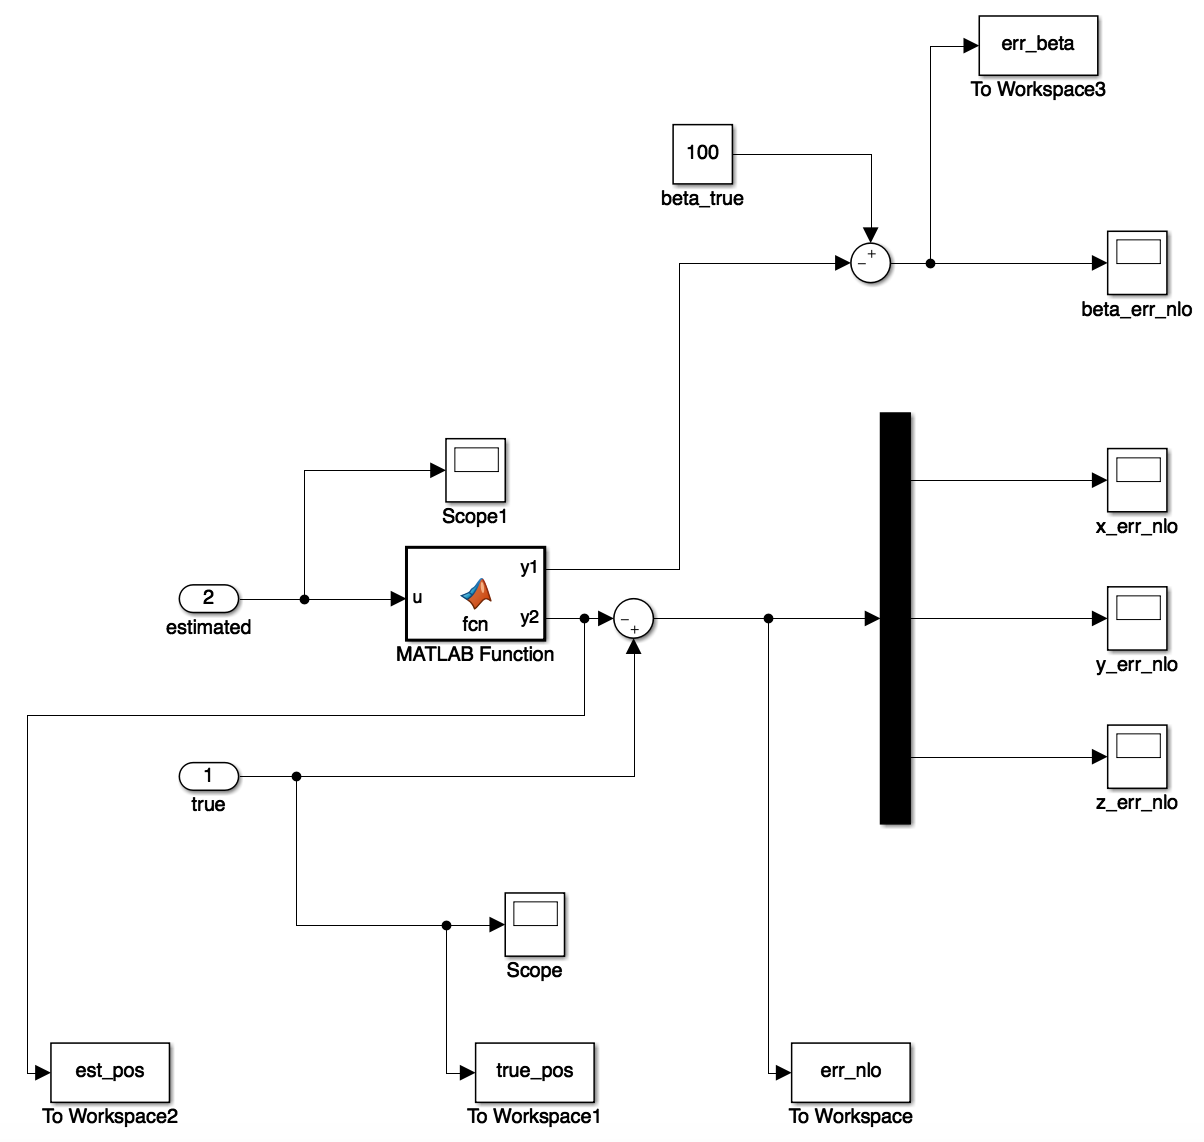 err_beta
To Workspace3
100
beta_true
+
−
beta_err_nlo
Scope1
x_err_nlo
y1
2
u
y2
−
fcn
+
estimated
MATLAB Function
y_err_nlo
1
true
z_err_nlo
Scope
est_pos
true_pos
err_nlo
To Workspace2
To Workspace1
To Workspace